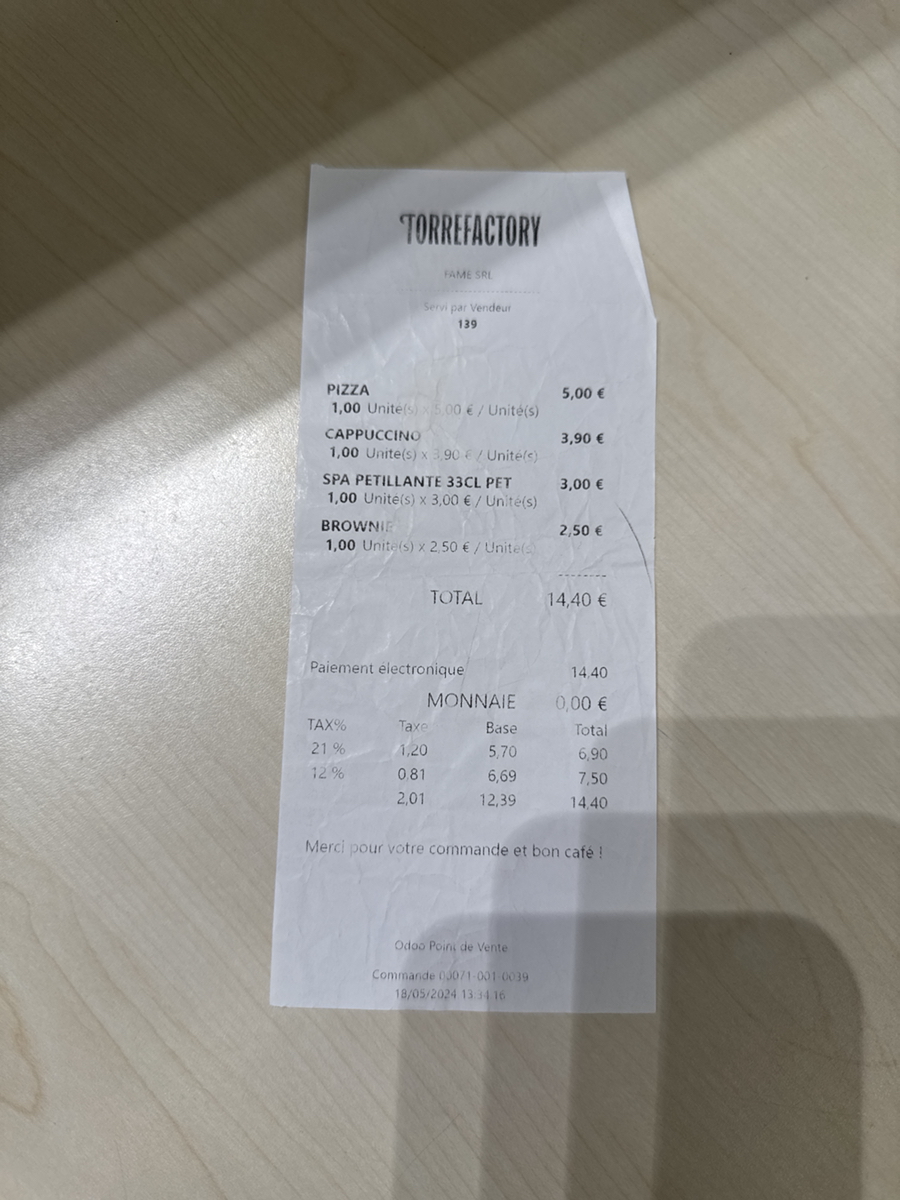 TORREFACTORY
FAME SRL
Servi par Vendeur
139
PIZZA 5,00 €
1,00 Unité(s) x 5,00 € / Unité(s)
CAPPUCCINO 3,90 €
1,00 Unité(s) x 3,90 € / Unité(s)
SPA PETILLANTE 33CL PET 3,00 €
1,00 Unité(s) x 3,00 € / Unité(s)
BROWNIE 2,50 €
1,00 Unité(s) x 2,50 € / Unité(s)
--------
TOTAL 14,40 €
Paiement électronique 14,40
MONNAIE 0,00 €
TAX% Taxe Base Total
21 % 1,20 5,70 6,90
12 % 0,81 6,69 7,50
2,01 12,39 14,40
Merci pour votre commande et bon café !
Odoo Point de Vente
Commande 00071-001-0039
18/05/2024 13:34:16